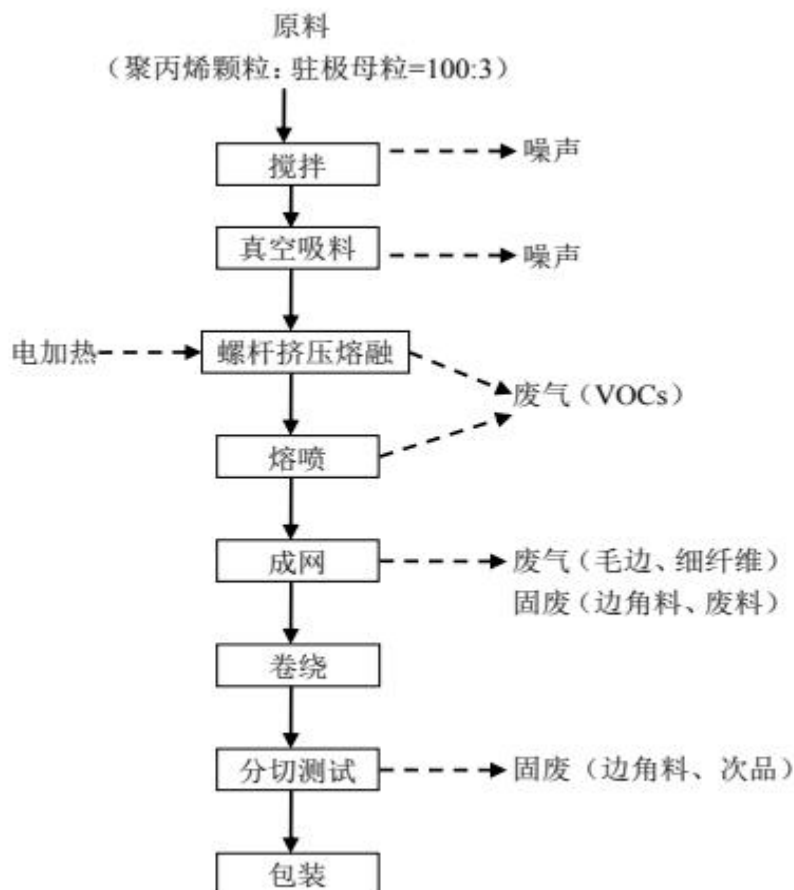 原料
（聚丙烯颗粒：驻极母粒=100:3）
搅拌
噪声
真空吸料
噪声
电加热
螺杆挤压熔融
废气（VOCs）
熔喷
成网
废气（毛边、细纤维）
固废（边角料、废料）
卷绕
分切测试
固废（边角料、次品）
包装